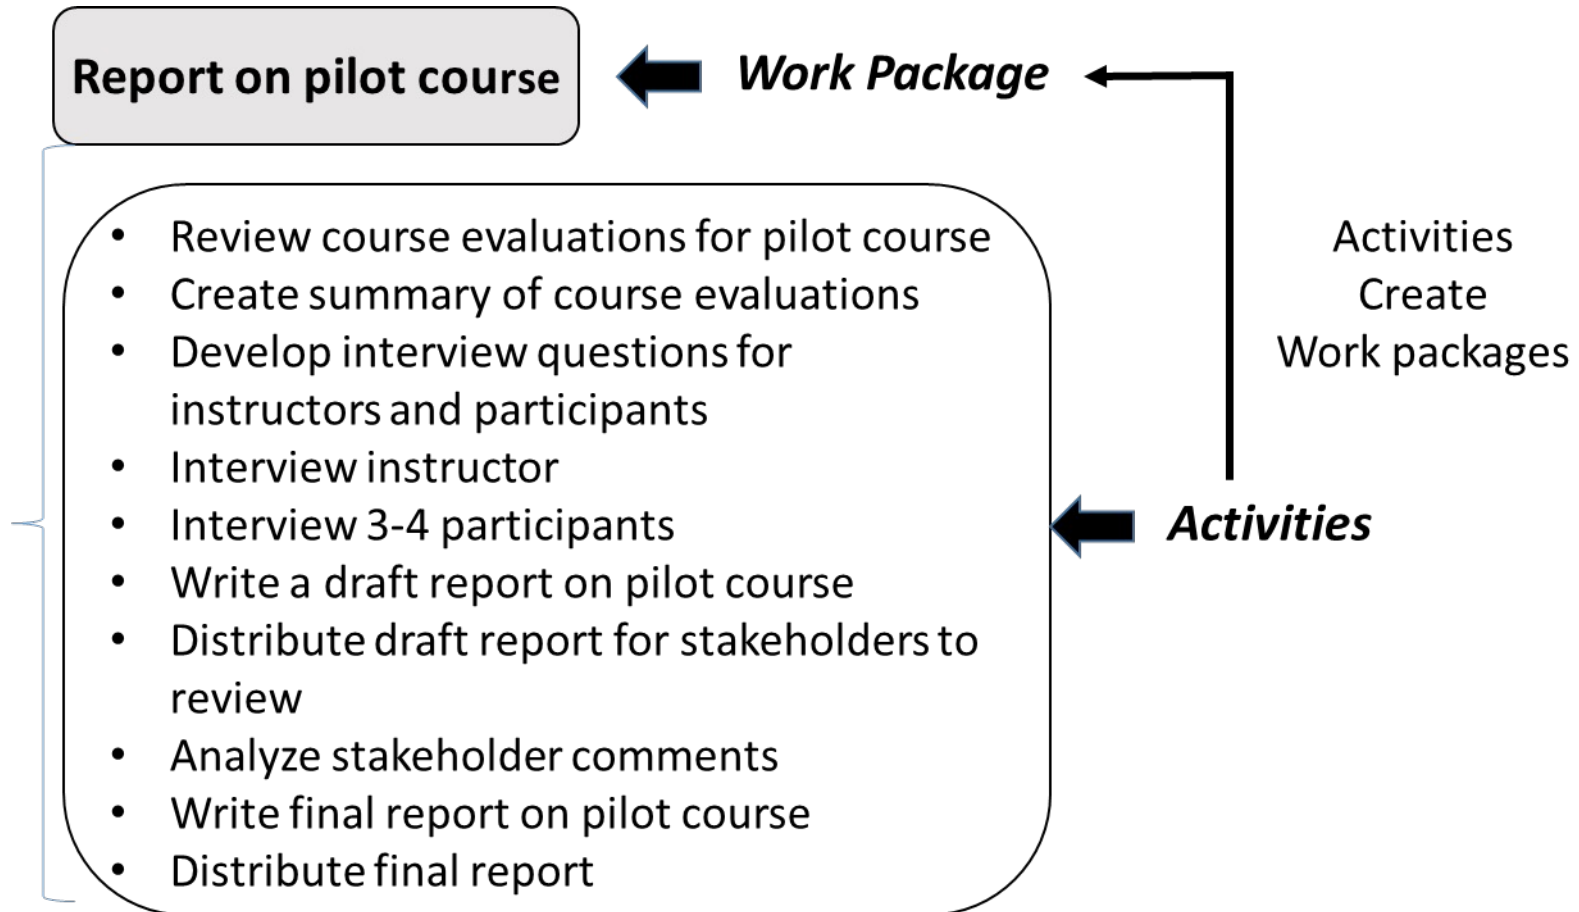 Report on pilot course
Work Package
• Review course evaluations for pilot course
• Create summary of course evaluations
• Develop interview questions for
instructors and participants
• Interview instructor
• Interview 3-4 participants
• Write a draft report on pilot course
• Distribute draft report for stakeholders to
review
• Analyze stakeholder comments
• Write final report on pilot course
• Distribute final report
Activities
Create
Work packages
Activities